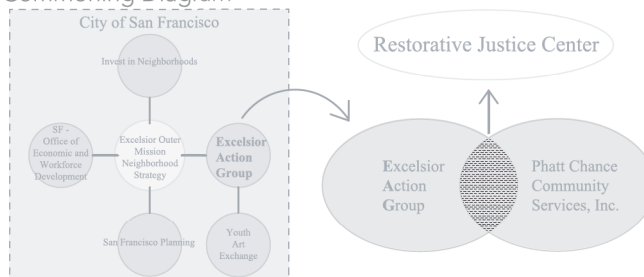 City of San Francisco
Invest in Neighborhoods
SF -
Office of
Economic and
Workforce
Development
Excelsior Outer
Mission
Neighborhood
Strategy
Excelsior
Action
Group
San Francisco Planning
Youth
Art
Exchange
Restorative Justice Center
Excelsior
Action
Group
Phatt Chance
Community
Services, Inc.